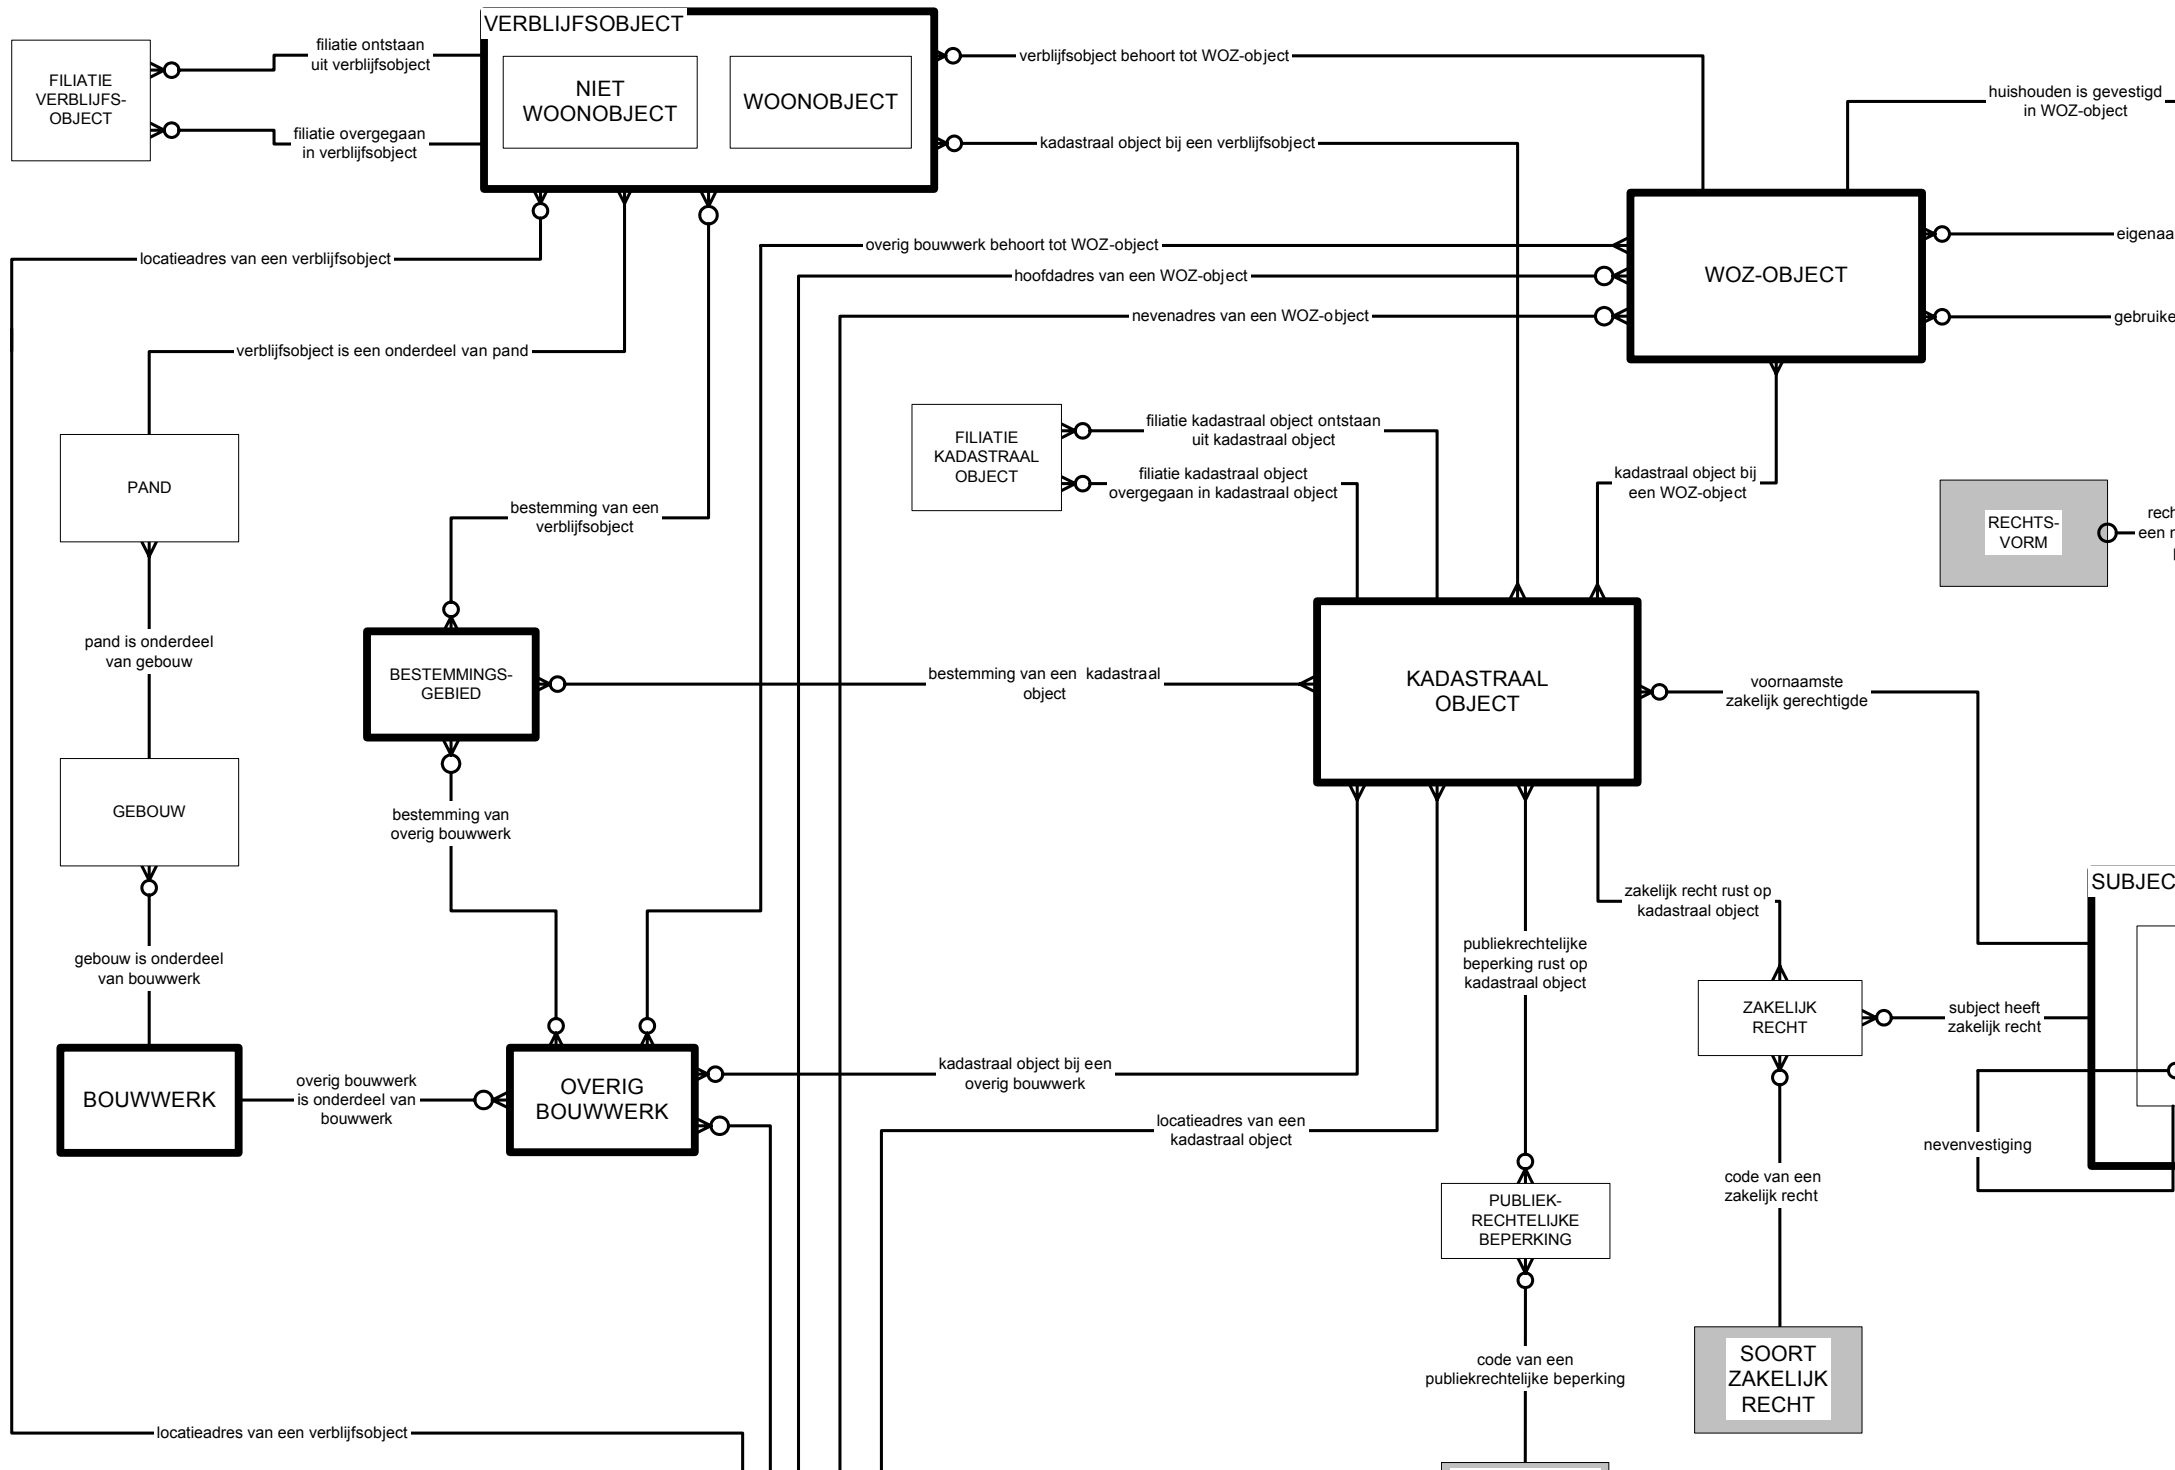 VERBLIJFSOBJECT
filiatie ontstaan
uit verblijfsobject
FILIATIE
VERBLIJFS-
OBJECT
filiatie overgegaan
in verblijfsobject
NIET
WOONOBJECT
WOONOBJECT
verblijfsobject behoort tot WOZ-object
kadastraal object bij een verblijfsobject
huishouden is gevestigd
in WOZ-object
locatieadres van een verblijfsobject
overig bouwwerk behoort tot WOZ-object
hoofdadres van een WOZ-object
nevenadres van een WOZ-object
WOZ-OBJECT
eigenaa
gebruike
verblijfsobject is een onderdeel van pand
PAND
FILIATIE
KADASTRAAL
OBJECT
filiatie kadastraal object ontstaan
uit kadastraal object
filiatie kadastraal object
overgegaan in kadastraal object
kadastraal object bij
een WOZ-object
RECHTS-
VORM
rech
een
bestemming van een
verblijfsobject
pand is onderdeel
van gebouw
BESTEMMINGS-
GEBIED
bestemming van een kadastraal
object
KADASTRAAL
OBJECT
voornaamste
zakelijk gerechtigde
GEBOUW
bestemming van
overig bouwwerk
zakelijk recht rust op
kadastraal object
SUBJEC
publiekrechtelijke
beperking rust op
kadastraal object
gebouw is onderdeel
van bouwwerk
ZAKELIJK
RECHT
subject heeft
zakelijk recht
BOUWWERK
overig bouwwerk
is onderdeel van
bouwwerk
OVERIG
BOUWWERK
kadastraal object bij een
overig bouwwerk
locatieadres van een
kadastraal object
nevenvestiging
code van een
zakelijk recht
PUBLIEK-
RECHTELIJKE
BEPERKING
code van een
publiekrechtelijke beperking
SOORT
ZAKELIJK
RECHT
locatieadres van een verblijfsobject